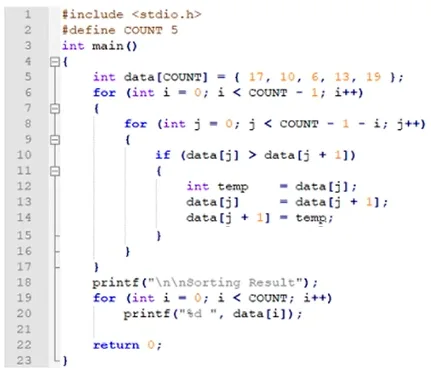 1 #include <stdio.h>
2 #define COUNT 5
3 int main()
4 {
5 int data[COUNT] = { 17, 10, 6, 13, 19 };
6 for (int i = 0; i < COUNT - 1; i++)
7 {
8 for (int j = 0; j < COUNT - 1 - i; j++)
9 {
10 if (data[j] > data[j + 1])
11 {
12 int temp = data[j];
13 data[j] = data[j + 1];
14 data[j + 1] = temp;
15 }
16 }
17 }
18 printf("\n\nSorting Result");
19 for (int i = 0; i < COUNT; i++)
20 printf("%d ", data[i]);
21
22 return 0;
23 }